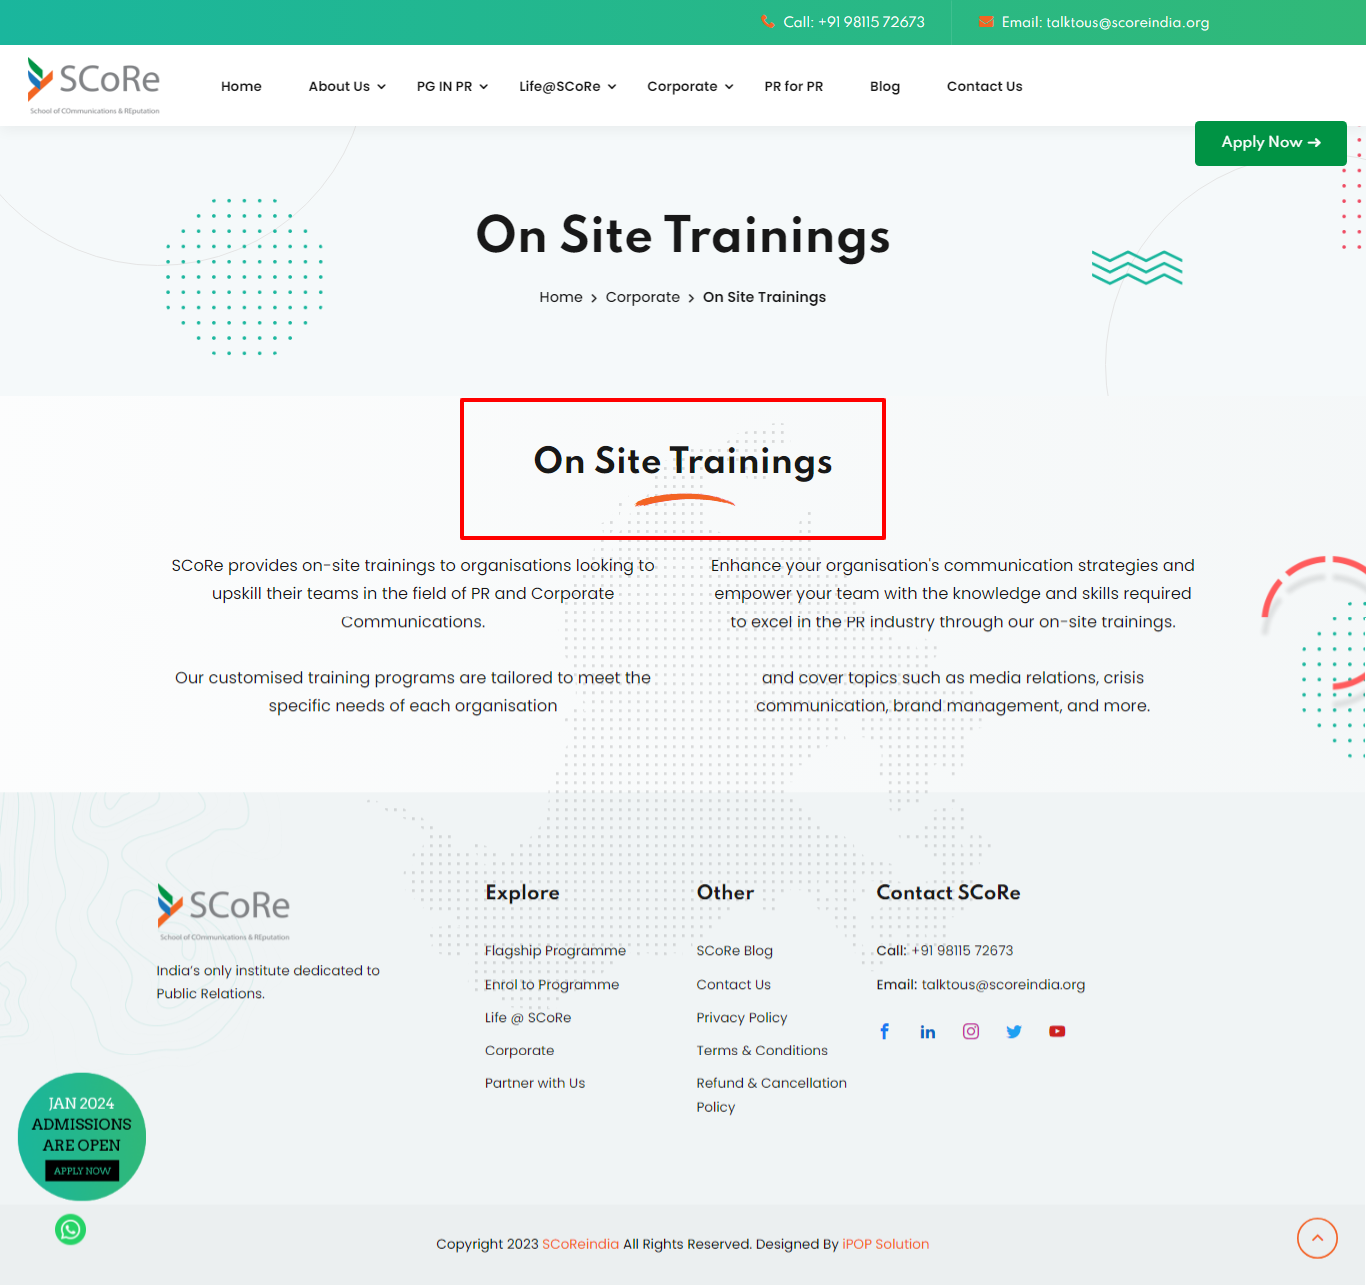 Call: +91 98115 72673
Email: talktous@scoreindia.org
SCoRe
School of COmmunications & REputation
Home
About Us
PG IN PR
Life@SCoRe
Corporate
PR for PR
Blog
Contact Us
Apply Now
On Site Trainings
Home > Corporate > On Site Trainings
On Site Trainings
SCoRe provides on-site trainings to organisations looking to
upskill their teams in the field of PR and Corporate
Communications.
Our customised training programs are tailored to meet the
specific needs of each organisation
Enhance your organisation's communication strategies and
empower your team with the knowledge and skills required
to excel in the PR industry through our on-site trainings.
and cover topics such as media relations, crisis
communication, brand management, and more.
SCoRe
School of COmmunications & REputation
India’s only institute dedicated to
Public Relations.
Explore
Flagship Programme
Enrol to Programme
Life @ SCoRe
Corporate
Partner with Us
Other
SCoRe Blog
Contact Us
Privacy Policy
Terms & Conditions
Refund & Cancellation
Policy
Contact SCoRe
Call: +91 98115 72673
Email: talktous@scoreindia.org
JAN 2024
ADMISSIONS
ARE OPEN
APPLY NOW
Copyright 2023 SCoReindia All Rights Reserved. Designed By iPOP Solution